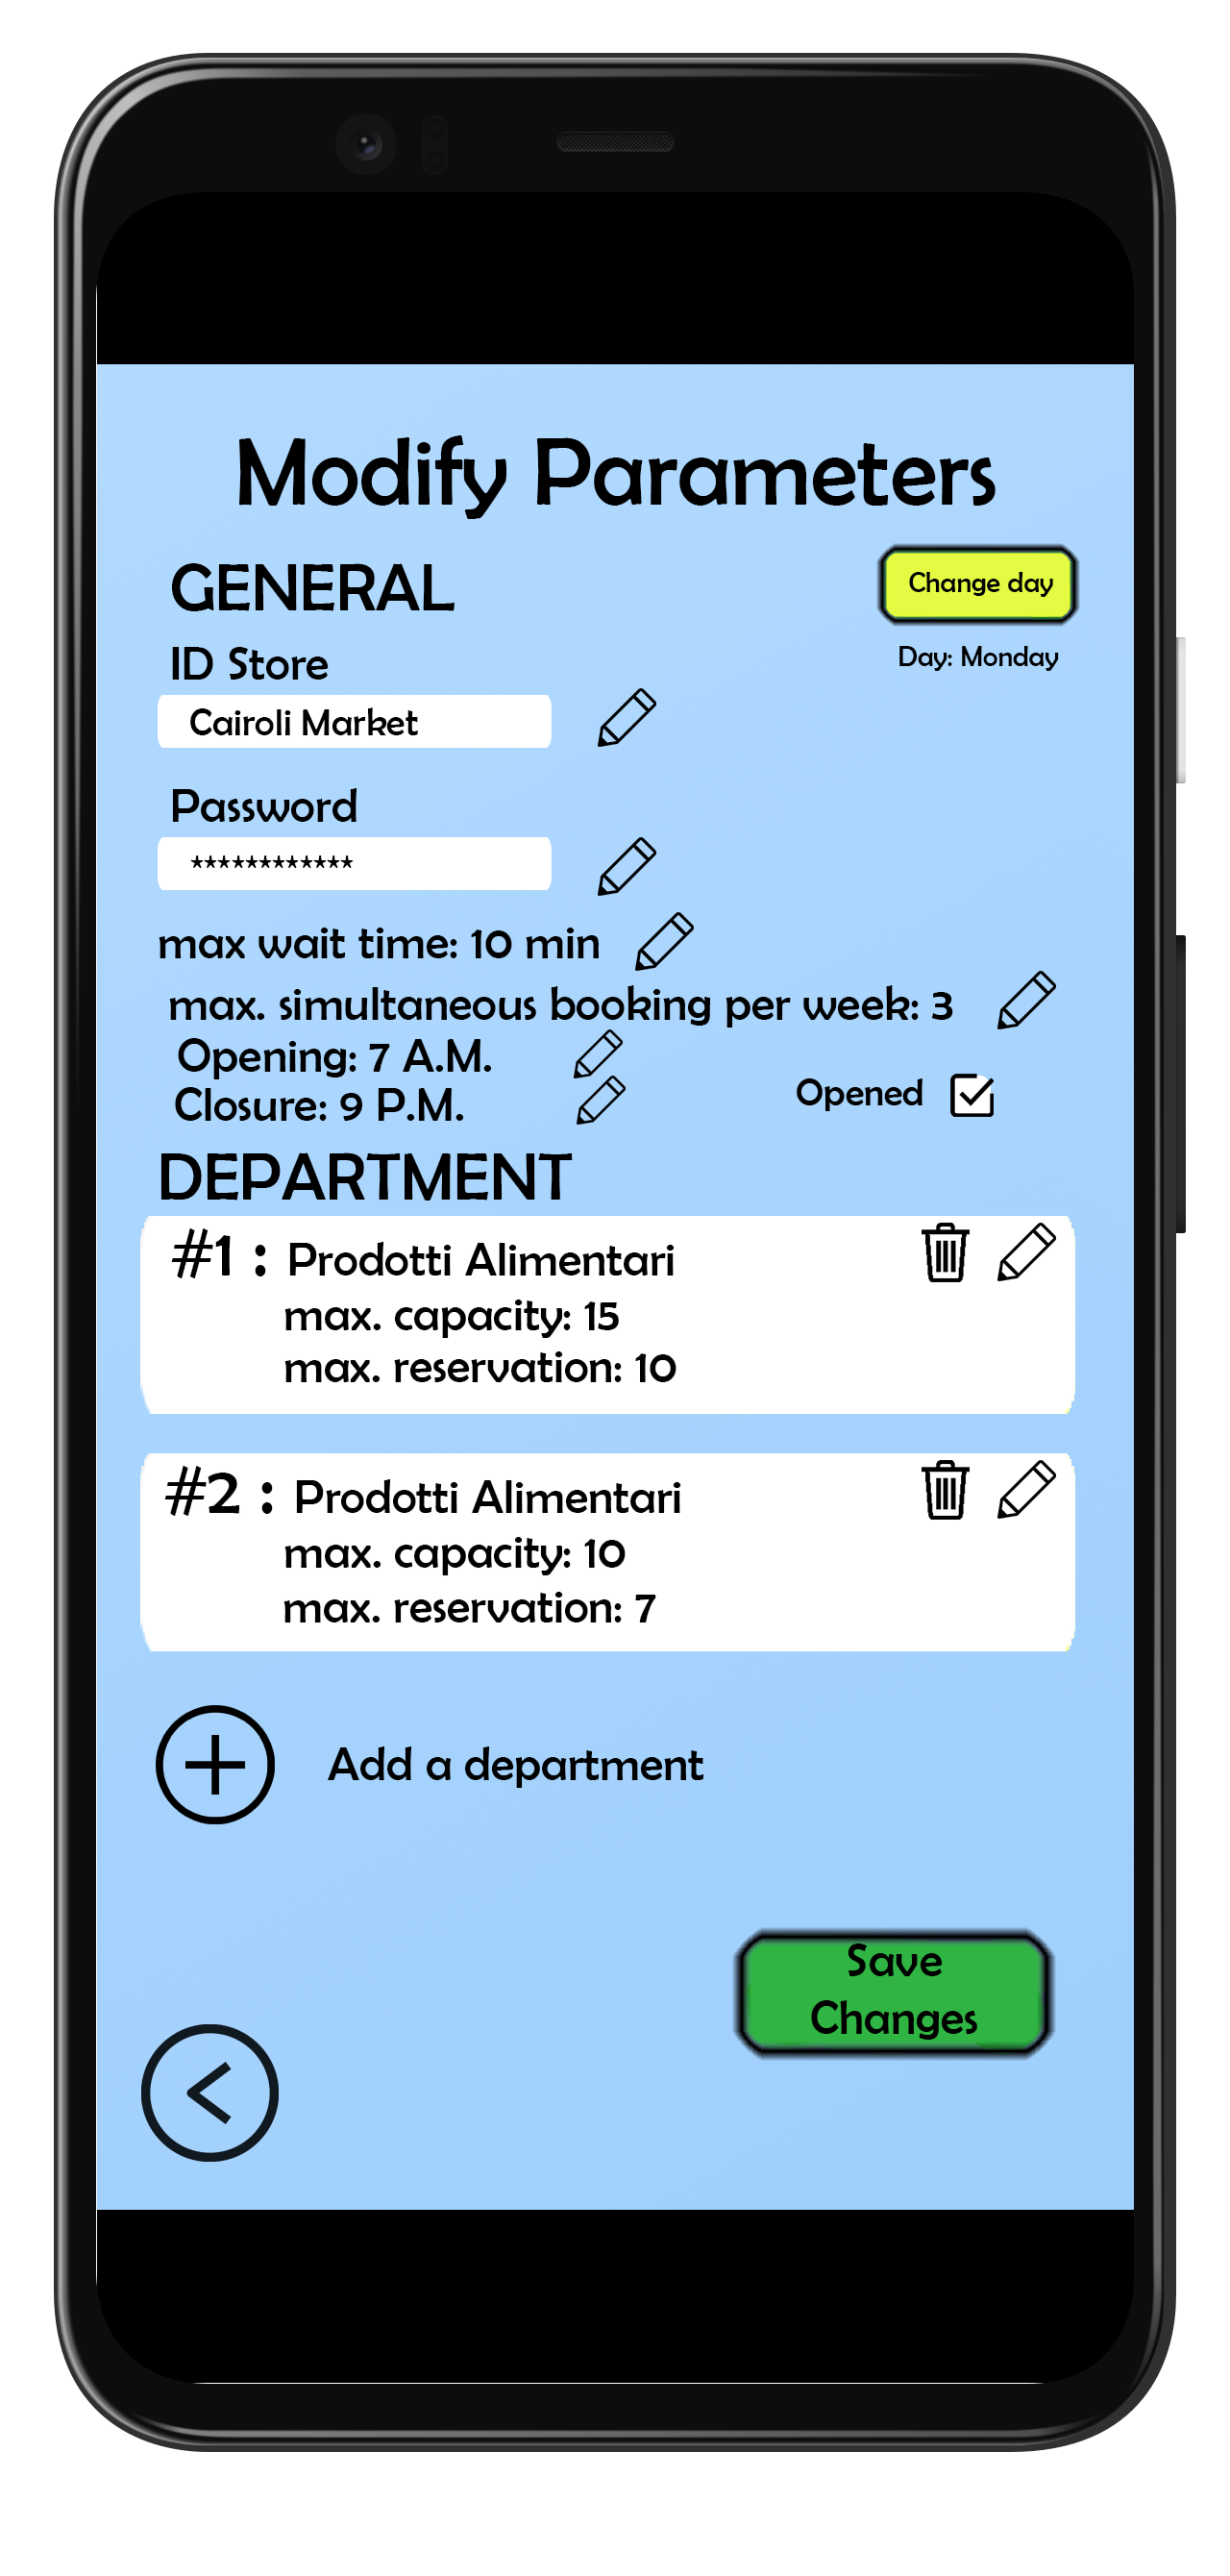 Modify Parameters
GENERAL
Change day
Day: Monday
ID Store
Cairoli Market
Password
************
max wait time: 10 min
max. simultaneous booking per week: 3
Opening: 7 A.M.
Closure: 9 P.M.
Opened
DEPARTMENT
#1 : Prodotti Alimentari
max. capacity: 15
max. reservation: 10
#2 : Prodotti Alimentari
max. capacity: 10
max. reservation: 7
Add a department
Save
Changes